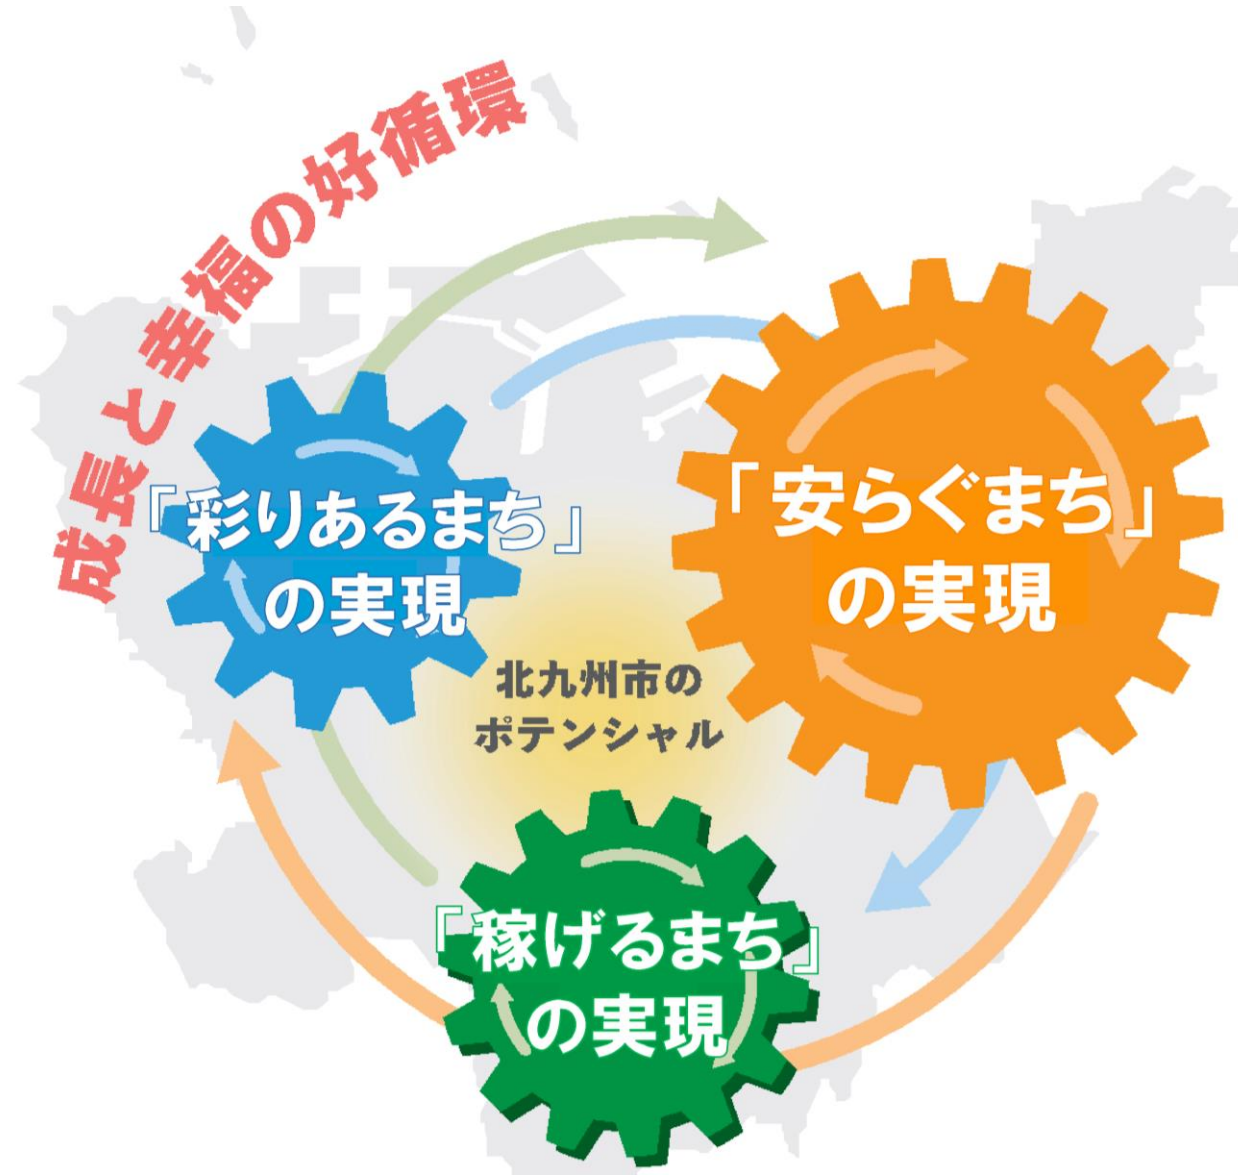 成長と幸福の好循環
「彩りあるまち」
の実現
「安らぐまち」
の実現
北九州市の
ポテンシャル
「稼げるまち」
の実現